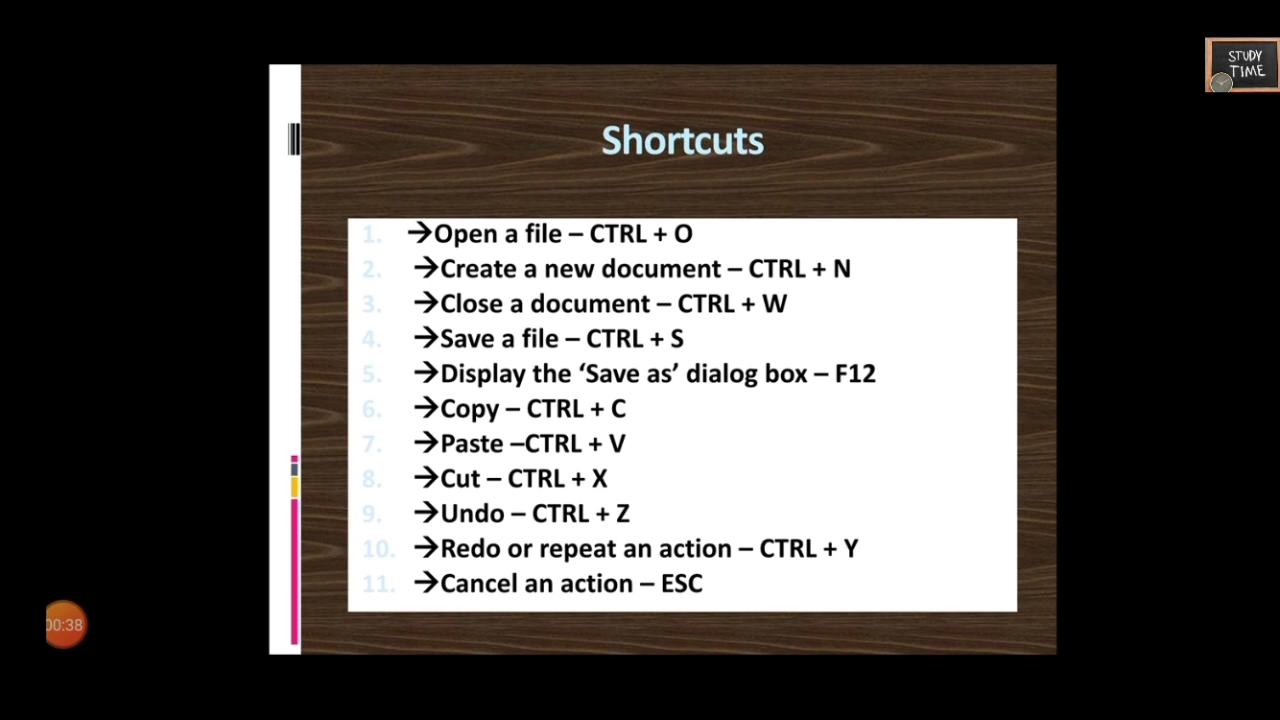 STUDY
TIME
Shortcuts
1. →Open a file – CTRL + O
2. →Create a new document – CTRL + N
3. →Close a document – CTRL + W
4. →Save a file – CTRL + S
5. →Display the ‘Save as’ dialog box – F12
6. →Copy – CTRL + C
7. →Paste –CTRL + V
8. →Cut – CTRL + X
9. →Undo – CTRL + Z
10. →Redo or repeat an action – CTRL + Y
11. →Cancel an action – ESC
00:38